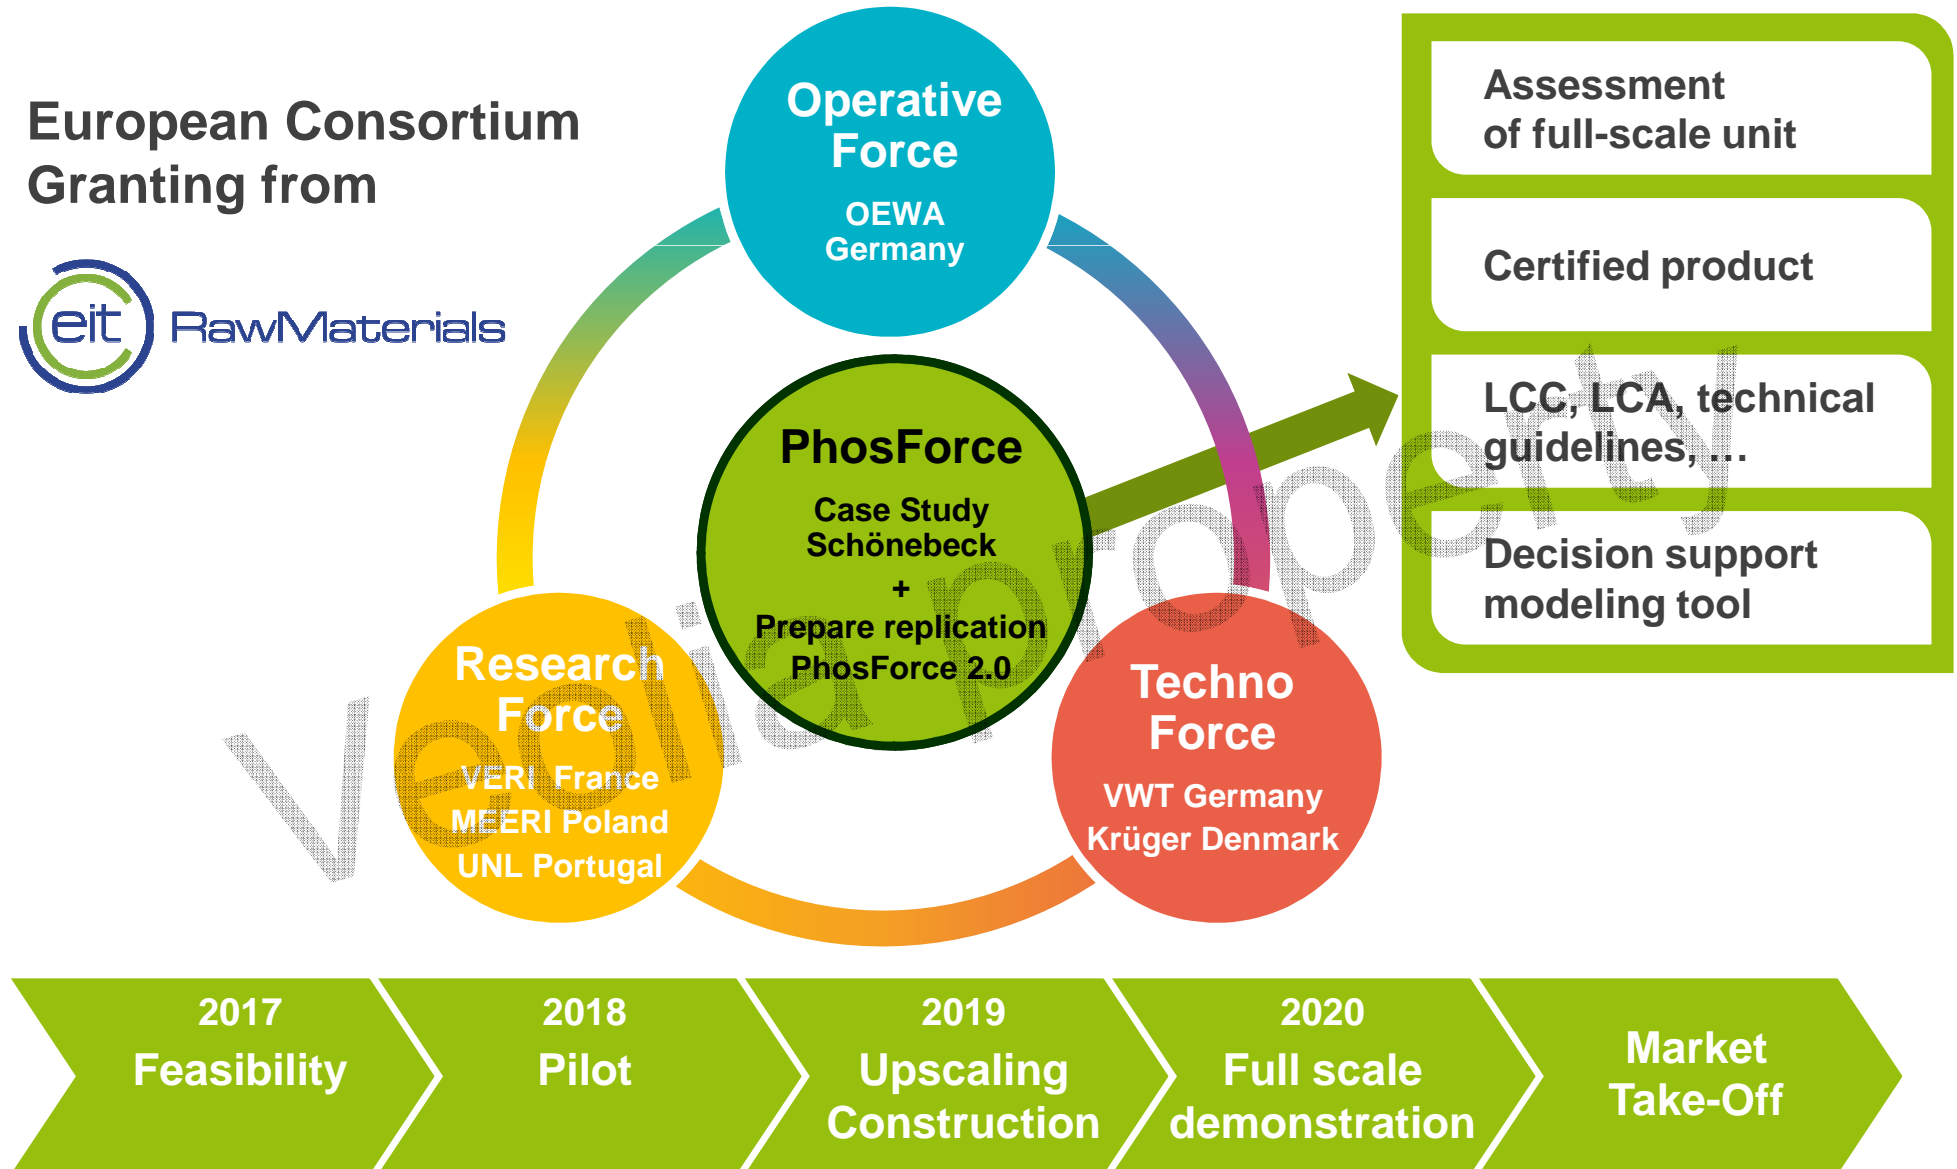 European Consortium
Granting from
eit RawMaterials
Operative
Force
OEWA
Germany
PhosForce
Case Study
Schönebeck
+
Prepare replication
PhosForce 2.0
Research
Force
VERI France
MEERI Poland
UNL Portugal
Techno
Force
VWT Germany
Krüger Denmark
Assessment
of full-scale unit
Certified product
LCC, LCA, technical
guidelines, …
Decision support
modeling tool
Veolia property
2017
Feasibility
2018
Pilot
2019
Upscaling
Construction
2020
Full scale
demonstration
Market
Take-Off